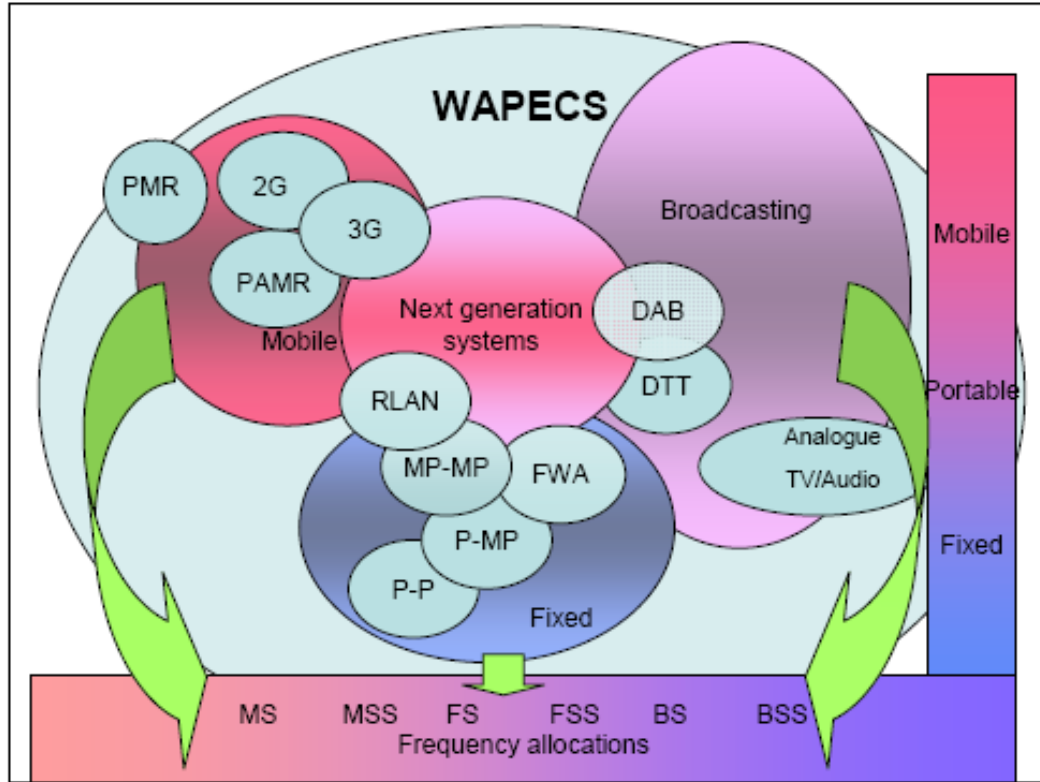 WAPECS
PMR
2G
3G
PAMR
Mobile
Broadcasting
Next generation
systems
DAB
DTT
RLAN
MP-MP
FWA
P-MP
P-P
Fixed
Analogue
TV/Audio
Mobile
Portable
Fixed
MS MSS FS FSS BS BSS
Frequency allocations